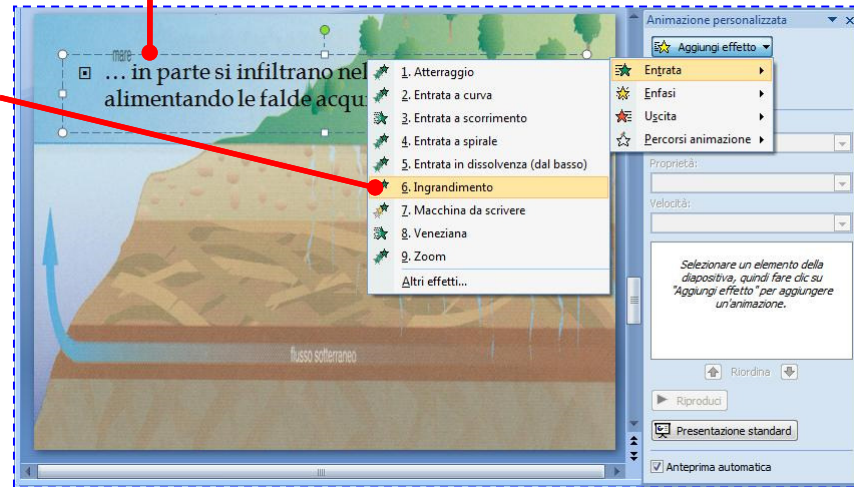 mare
… in parte si infiltrano nel
alimentando le falde acqu
flusso sotterraneo
1. Atterraggio
2. Entrata a curva
3. Entrata a scorrimento
4. Entrata a spirale
5. Entrata in dissolvenza (dal basso)
6. Ingrandimento
7. Macchina da scrivere
8. Veneziana
9. Zoom
Altri effetti...
Animazione personalizzata
Aggiungi effetto
Entrata
Enfasi
Uscita
Percorsi animazione
Proprietà:
Velocità:
Selezionare un elemento della
diapositiva, quindi fare clic su
"Aggiungi effetto" per aggiungere
un'animazione.
Riordina
Riproduci
Presentazione standard
Anteprima automatica